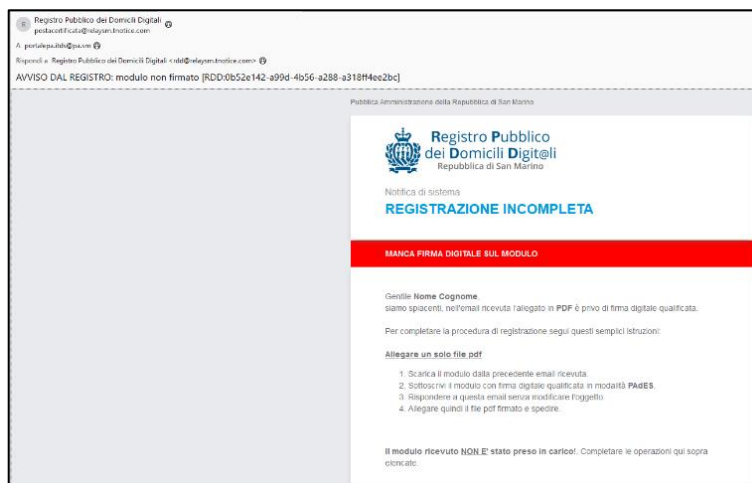 Registro Pubblico dei Domicili Digitali
postacertificata@relaysm.tnotice.com
A portalepa.itds@pa.sm
Rispondi a Registro Pubblico dei Domicili Digitali <rdd@relaysm.tnotice.com>
AVVISO DAL REGISTRO: modulo non firmato [RDD:0b52e142-a99d-4b56-a288-a318ff4ee2bc]
Pubblica Amministrazione della Repubblica di San Marino
Registro Pubblico
dei Domicili Digit@li
Repubblica di San Marino
Notifica di sistema
REGISTRAZIONE INCOMPLETA
MANCA FIRMA DIGITALE SUL MODULO
Gentile Nome Cognome,
siamo spiacenti, nell'email ricevuta l'allegato in PDF è privo di firma digitale qualificata.
Per completare la procedura di registrazione segui questi semplici istruzioni:
Allegare un solo file pdf
1. Scarica il modulo dalla precedente email ricevuta.
2. Sottoscrivi il modulo con firma digitale qualificata in modalità PAdES.
3. Rispondere a questa email senza modificare l'oggetto.
4. Allegare quindi il file pdf firmato e spedire.
Il modulo ricevuto NON E' stato preso in carico!. Completare le operazioni qui sopra
elencate.